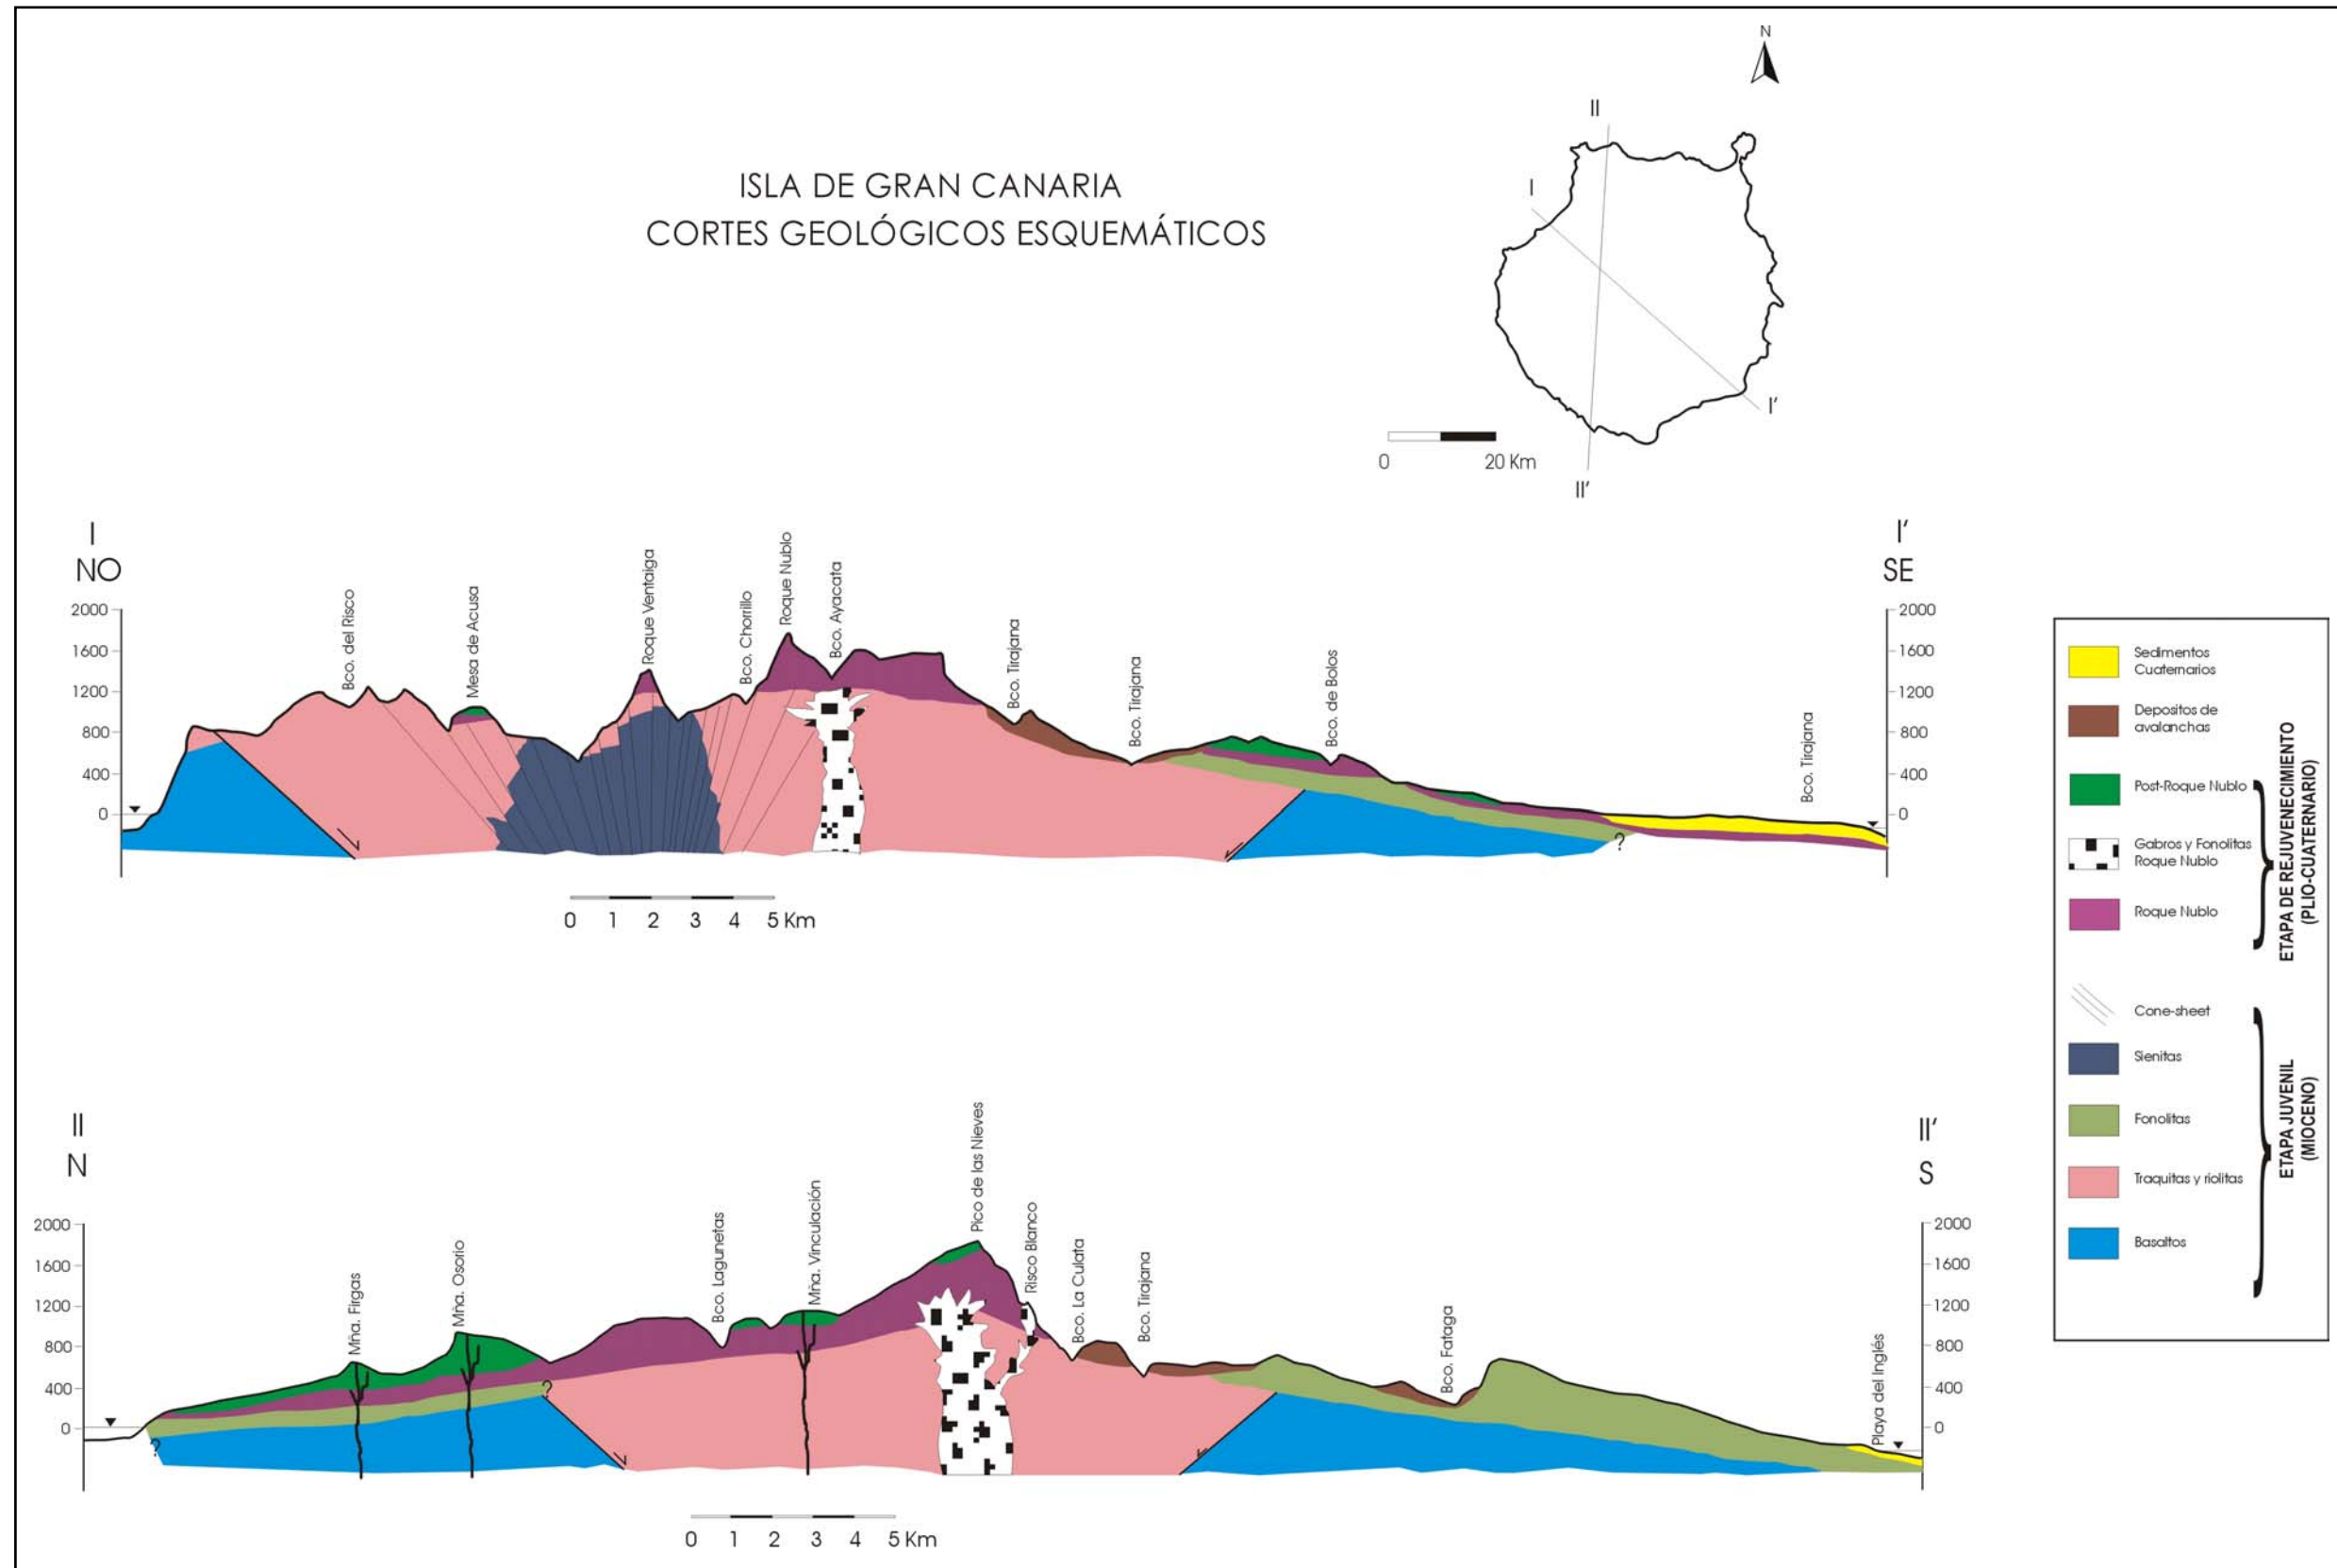 N
II
I
I'
II'
0 20 Km
ISLA DE GRAN CANARIA
CORTES GEOLÓGICOS ESQUEMÁTICOS
I
NO
I'
SE
2000
1600
1200
800
400
0
Bco. del Risco
Mesa de Acusa
Roque Ventaiga
Bco. Chorrillo
Roque Nublo
Bco. Ayacata
Bco. Tirajana
Bco. Tirajana
Bco. de Bolos
Bco. Tirajana
?
2000
1600
1200
800
400
0
0 1 2 3 4 5 Km
II
N
II'
S
2000
1600
1200
800
400
0
Mña. Firgas
Mña. Osorio
Bco. Lagunetas
Mña. Vinculación
Pico de las Nieves
Risco Blanco
Bco. La Culata
Bco. Tirajana
Bco. Fataga
Playa del Inglés
?
?
2000
1600
1200
800
400
0
0 1 2 3 4 5 Km
Sedimentos
Cuaternarios
Depositos de
avalanchas
Post-Roque Nublo
Gabros y Fonolitas
Roque Nublo
Roque Nublo
ETAPA DE REJUVENECIMIENTO
(PLIO-CUATERNARIO)
Cone-sheet
Sienitas
Fonolitas
Traquitas y riolitas
Basaltos
ETAPA JUVENIL
(MIOCENO)